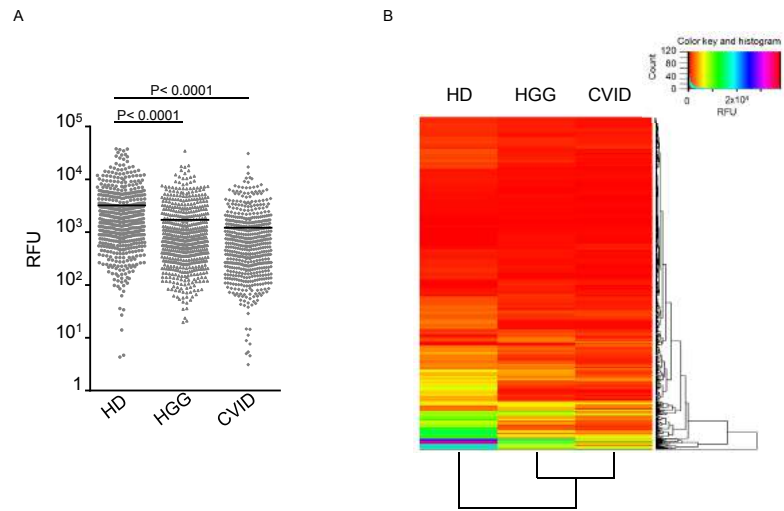 A
B
P< 0.0001
P< 0.0001
10⁵
10⁴
10³
10²
10¹
1
RFU
HD
HGG
CVID
Color key and histogram
Count
120
80
40
0
0
2x10⁴
RFU
HD
HGG
CVID